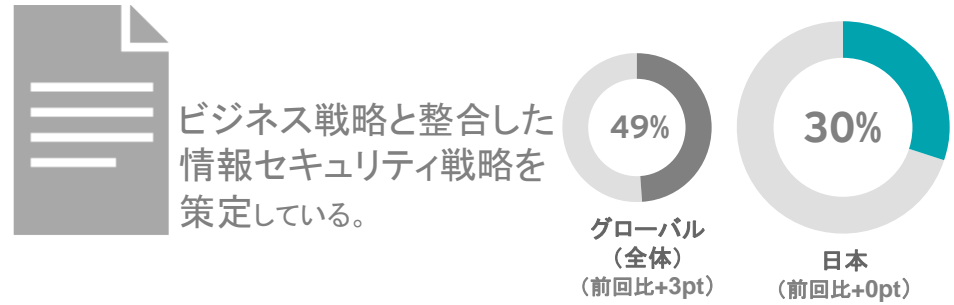 ビジネス戦略と整合した
情報セキュリティ戦略を
策定している。
49%
グローバル
（全体）
（前回比+3pt）
30%
日本
（前回比+0pt）